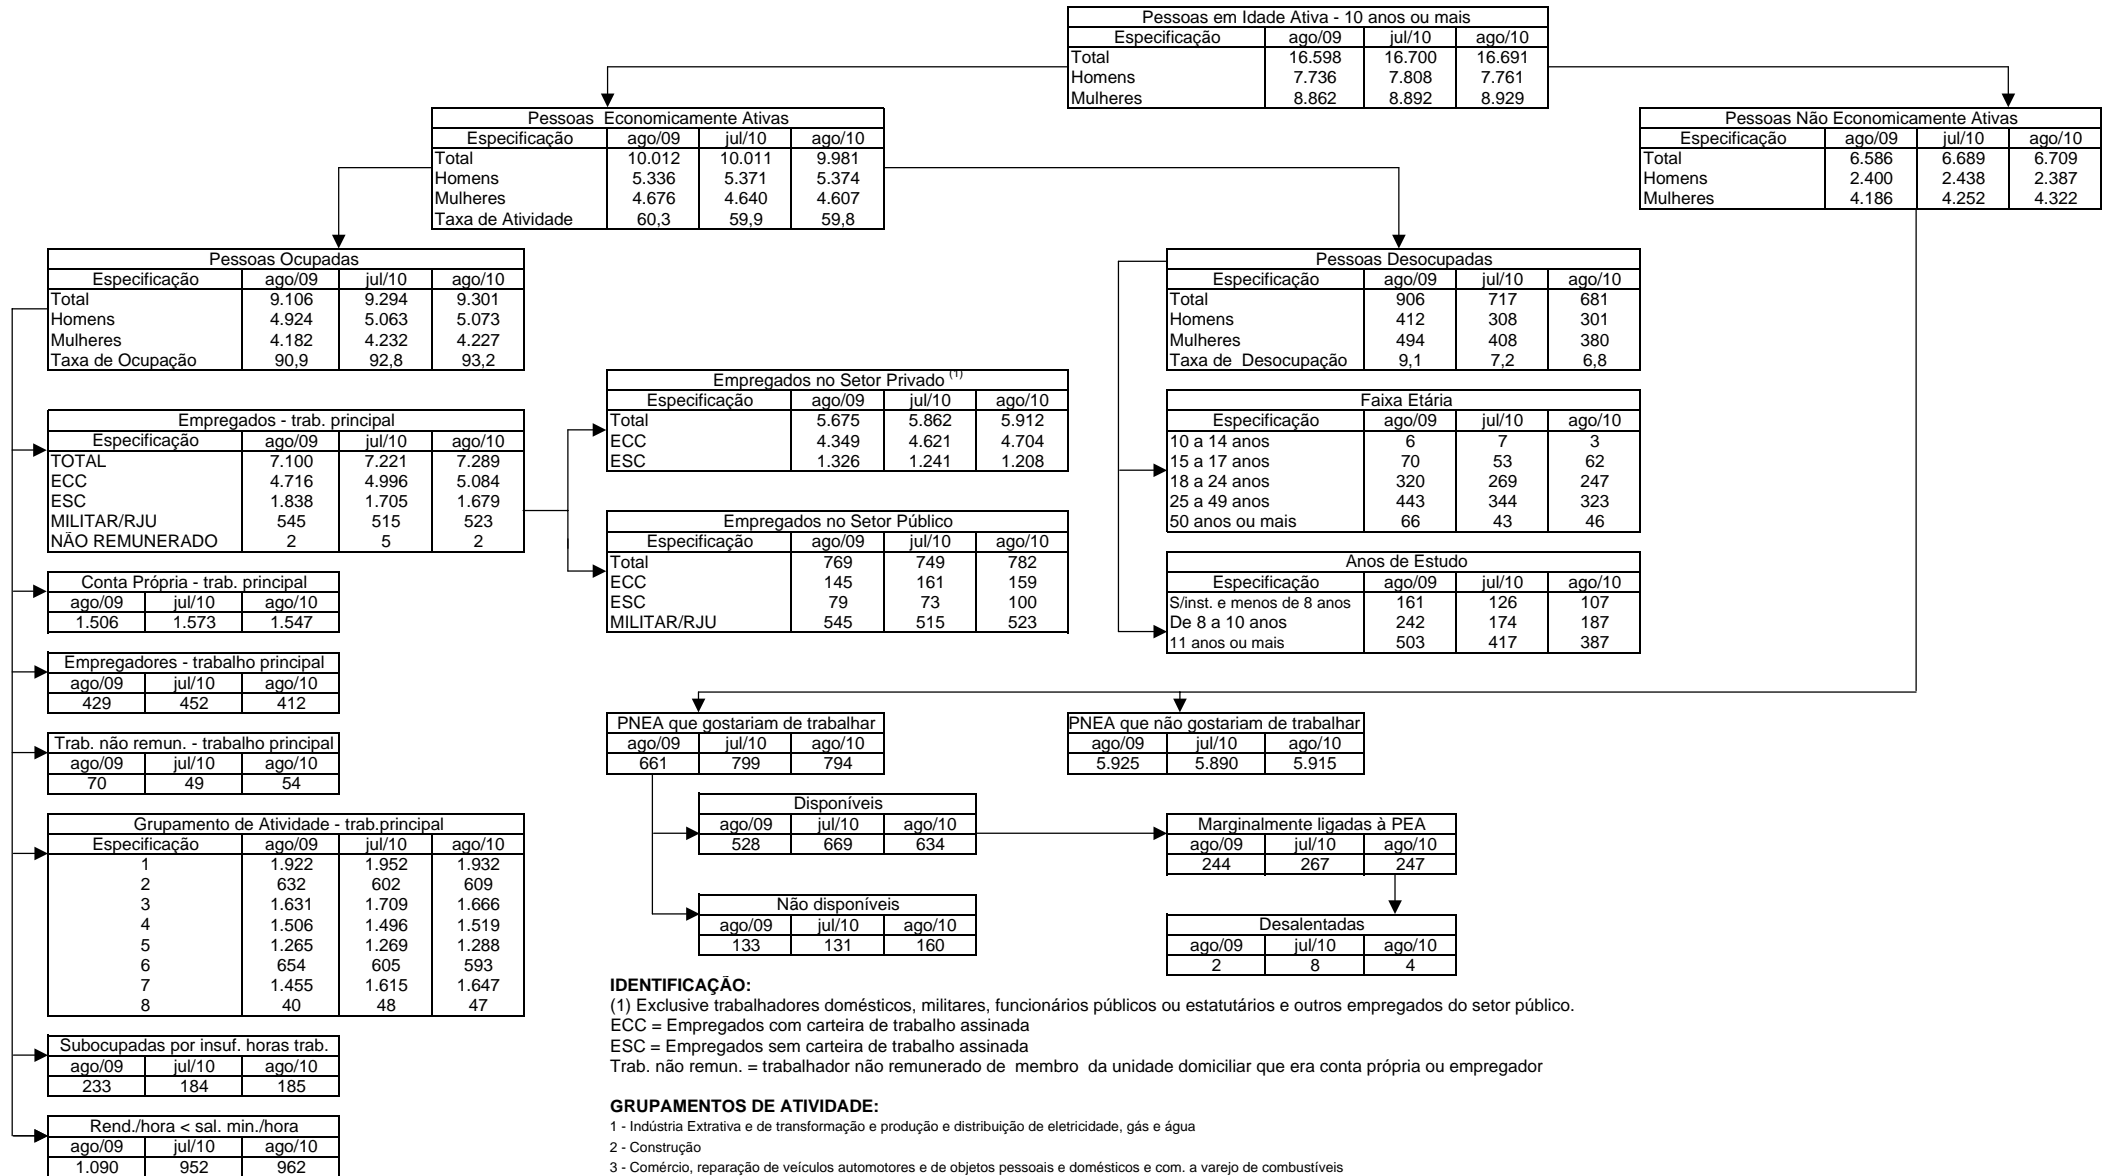 Pessoas em Idade Ativa - 10 anos ou mais
Especificação ago/09 jul/10 ago/10
Total 16.598 16.700 16.691
Homens 7.736 7.808 7.761
Mulheres 8.862 8.892 8.929
Pessoas Economicamente Ativas
Especificação ago/09 jul/10 ago/10
Total 10.012 10.011 9.981
Homens 5.336 5.371 5.374
Mulheres 4.676 4.640 4.607
Taxa de Atividade 60,3 59,9 59,8
Pessoas Não Economicamente Ativas
Especificação ago/09 jul/10 ago/10
Total 6.586 6.689 6.709
Homens 2.400 2.438 2.387
Mulheres 4.186 4.252 4.322
Pessoas Ocupadas
Especificação ago/09 jul/10 ago/10
Total 9.106 9.294 9.301
Homens 4.924 5.063 5.073
Mulheres 4.182 4.232 4.227
Taxa de Ocupação 90,9 92,8 93,2
Pessoas Desocupadas
Especificação ago/09 jul/10 ago/10
Total 906 717 681
Homens 412 308 301
Mulheres 494 408 380
Taxa de Desocupação 9,1 7,2 6,8
Empregados - trab. principal
Especificação ago/09 jul/10 ago/10
TOTAL 7.100 7.221 7.289
ECC 4.716 4.996 5.084
ESC 1.838 1.705 1.679
MILITAR/RJU 545 515 523
NÃO REMUNERADO 2 5 2
Empregados no Setor Privado (1)
Especificação ago/09 jul/10 ago/10
Total 5.675 5.862 5.912
ECC 4.349 4.621 4.704
ESC 1.326 1.241 1.208
Empregados no Setor Público
Especificação ago/09 jul/10 ago/10
Total 769 749 782
ECC 145 161 159
ESC 79 73 100
MILITAR/RJU 545 515 523
Faixa Etária
Especificação ago/09 jul/10 ago/10
10 a 14 anos 6 7 3
15 a 17 anos 70 53 62
18 a 24 anos 320 269 247
25 a 49 anos 443 344 323
50 anos ou mais 66 43 46
Anos de Estudo
Especificação ago/09 jul/10 ago/10
S/inst. e menos de 8 anos 161 126 107
De 8 a 10 anos 242 174 187
11 anos ou mais 503 417 387
Conta Própria - trab. principal
ago/09 jul/10 ago/10
1.506 1.573 1.547
Empregadores - trabalho principal
ago/09 jul/10 ago/10
429 452 412
Trab. não remun. - trabalho principal
ago/09 jul/10 ago/10
70 49 54
PNEA que gostariam de trabalhar
ago/09 jul/10 ago/10
661 799 794
PNEA que não gostariam de trabalhar
ago/09 jul/10 ago/10
5.925 5.890 5.915
Disponíveis
ago/09 jul/10 ago/10
528 669 634
Marginalmente ligadas à PEA
ago/09 jul/10 ago/10
244 267 247
Não disponíveis
ago/09 jul/10 ago/10
133 131 160
Desalentadas
ago/09 jul/10 ago/10
2 8 4
Grupamento de Atividade - trab.principal
Especificação ago/09 jul/10 ago/10
1 1.922 1.952 1.932
2 632 602 609
3 1.631 1.709 1.666
4 1.506 1.496 1.519
5 1.265 1.269 1.288
6 654 605 593
7 1.455 1.615 1.647
8 40 48 47
Subocupadas por insuf. horas trab.
ago/09 jul/10 ago/10
233 184 185
Rend./hora < sal. min./hora
ago/09 jul/10 ago/10
1.090 952 962
IDENTIFICAÇÃO:
(1) Exclusive trabalhadores domésticos, militares, funcionários públicos ou estatutários e outros empregados do setor público.
ECC = Empregados com carteira de trabalho assinada
ESC = Empregados sem carteira de trabalho assinada
Trab. não remun. = trabalhador não remunerado de membro da unidade domiciliar que era conta própria ou empregador
GRUPAMENTOS DE ATIVIDADE:
1 - Indústria Extrativa e de transformação e produção e distribuição de eletricidade, gás e água
2 - Construção
3 - Comércio, reparação de veículos automotores e de objetos pessoais e domésticos e com. a varejo de combustíveis